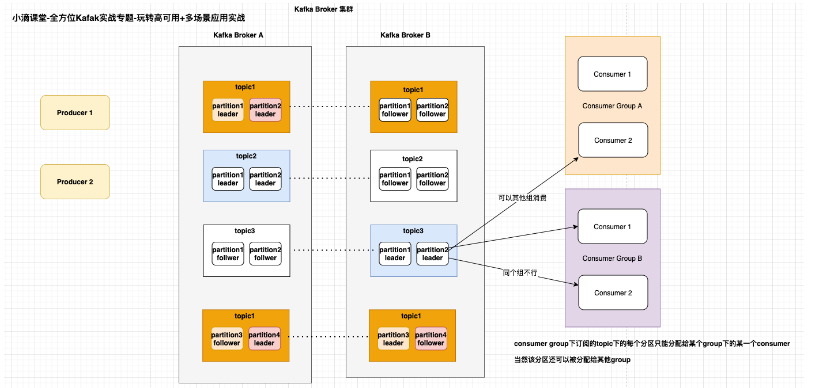 Kafka Broker 集群
小滴课堂-全方位Kafak实战专题-玩转高可用+多场景应用实战
Kafka Broker A
Kafka Broker B
Producer 1
Producer 2
topic1
partition1
leader
partition2
leader
topic1
partition1
follower
partition2
follower
topic2
partition1
leader
partition2
leader
topic2
partition1
follower
partition2
follower
topic3
partition1
follwer
partition2
follwer
topic3
partition1
leader
partition2
leader
topic1
partition3
leader
partition4
leader
topic1
partition3
leader
partition4
follower
Consumer 1
Consumer Group A
Consumer 2
可以其他组消费
Consumer 1
Consumer Group B
同个组不行
Consumer 2
consumer group下订阅的topic下的每个分区只能分配给某个group下的某一个consumer
当然该分区还可以被分配给其他group